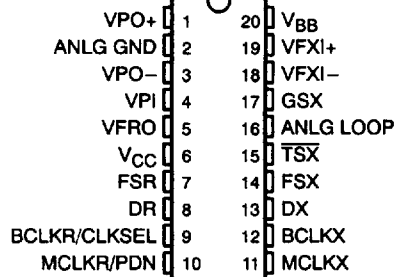 VPO+ 1 20 VBB
ANLG GND 2 19 VFXI+
VPO− 3 18 VFXI−
VPI 4 17 GSX
VFRO 5 16 ANLG LOOP
VCC 6 15 TSX
FSR 7 14 FSX
DR 8 13 DX
BCLKR/CLKSEL 9 12 BCLKX
MCLKR/PDN 10 11 MCLKX